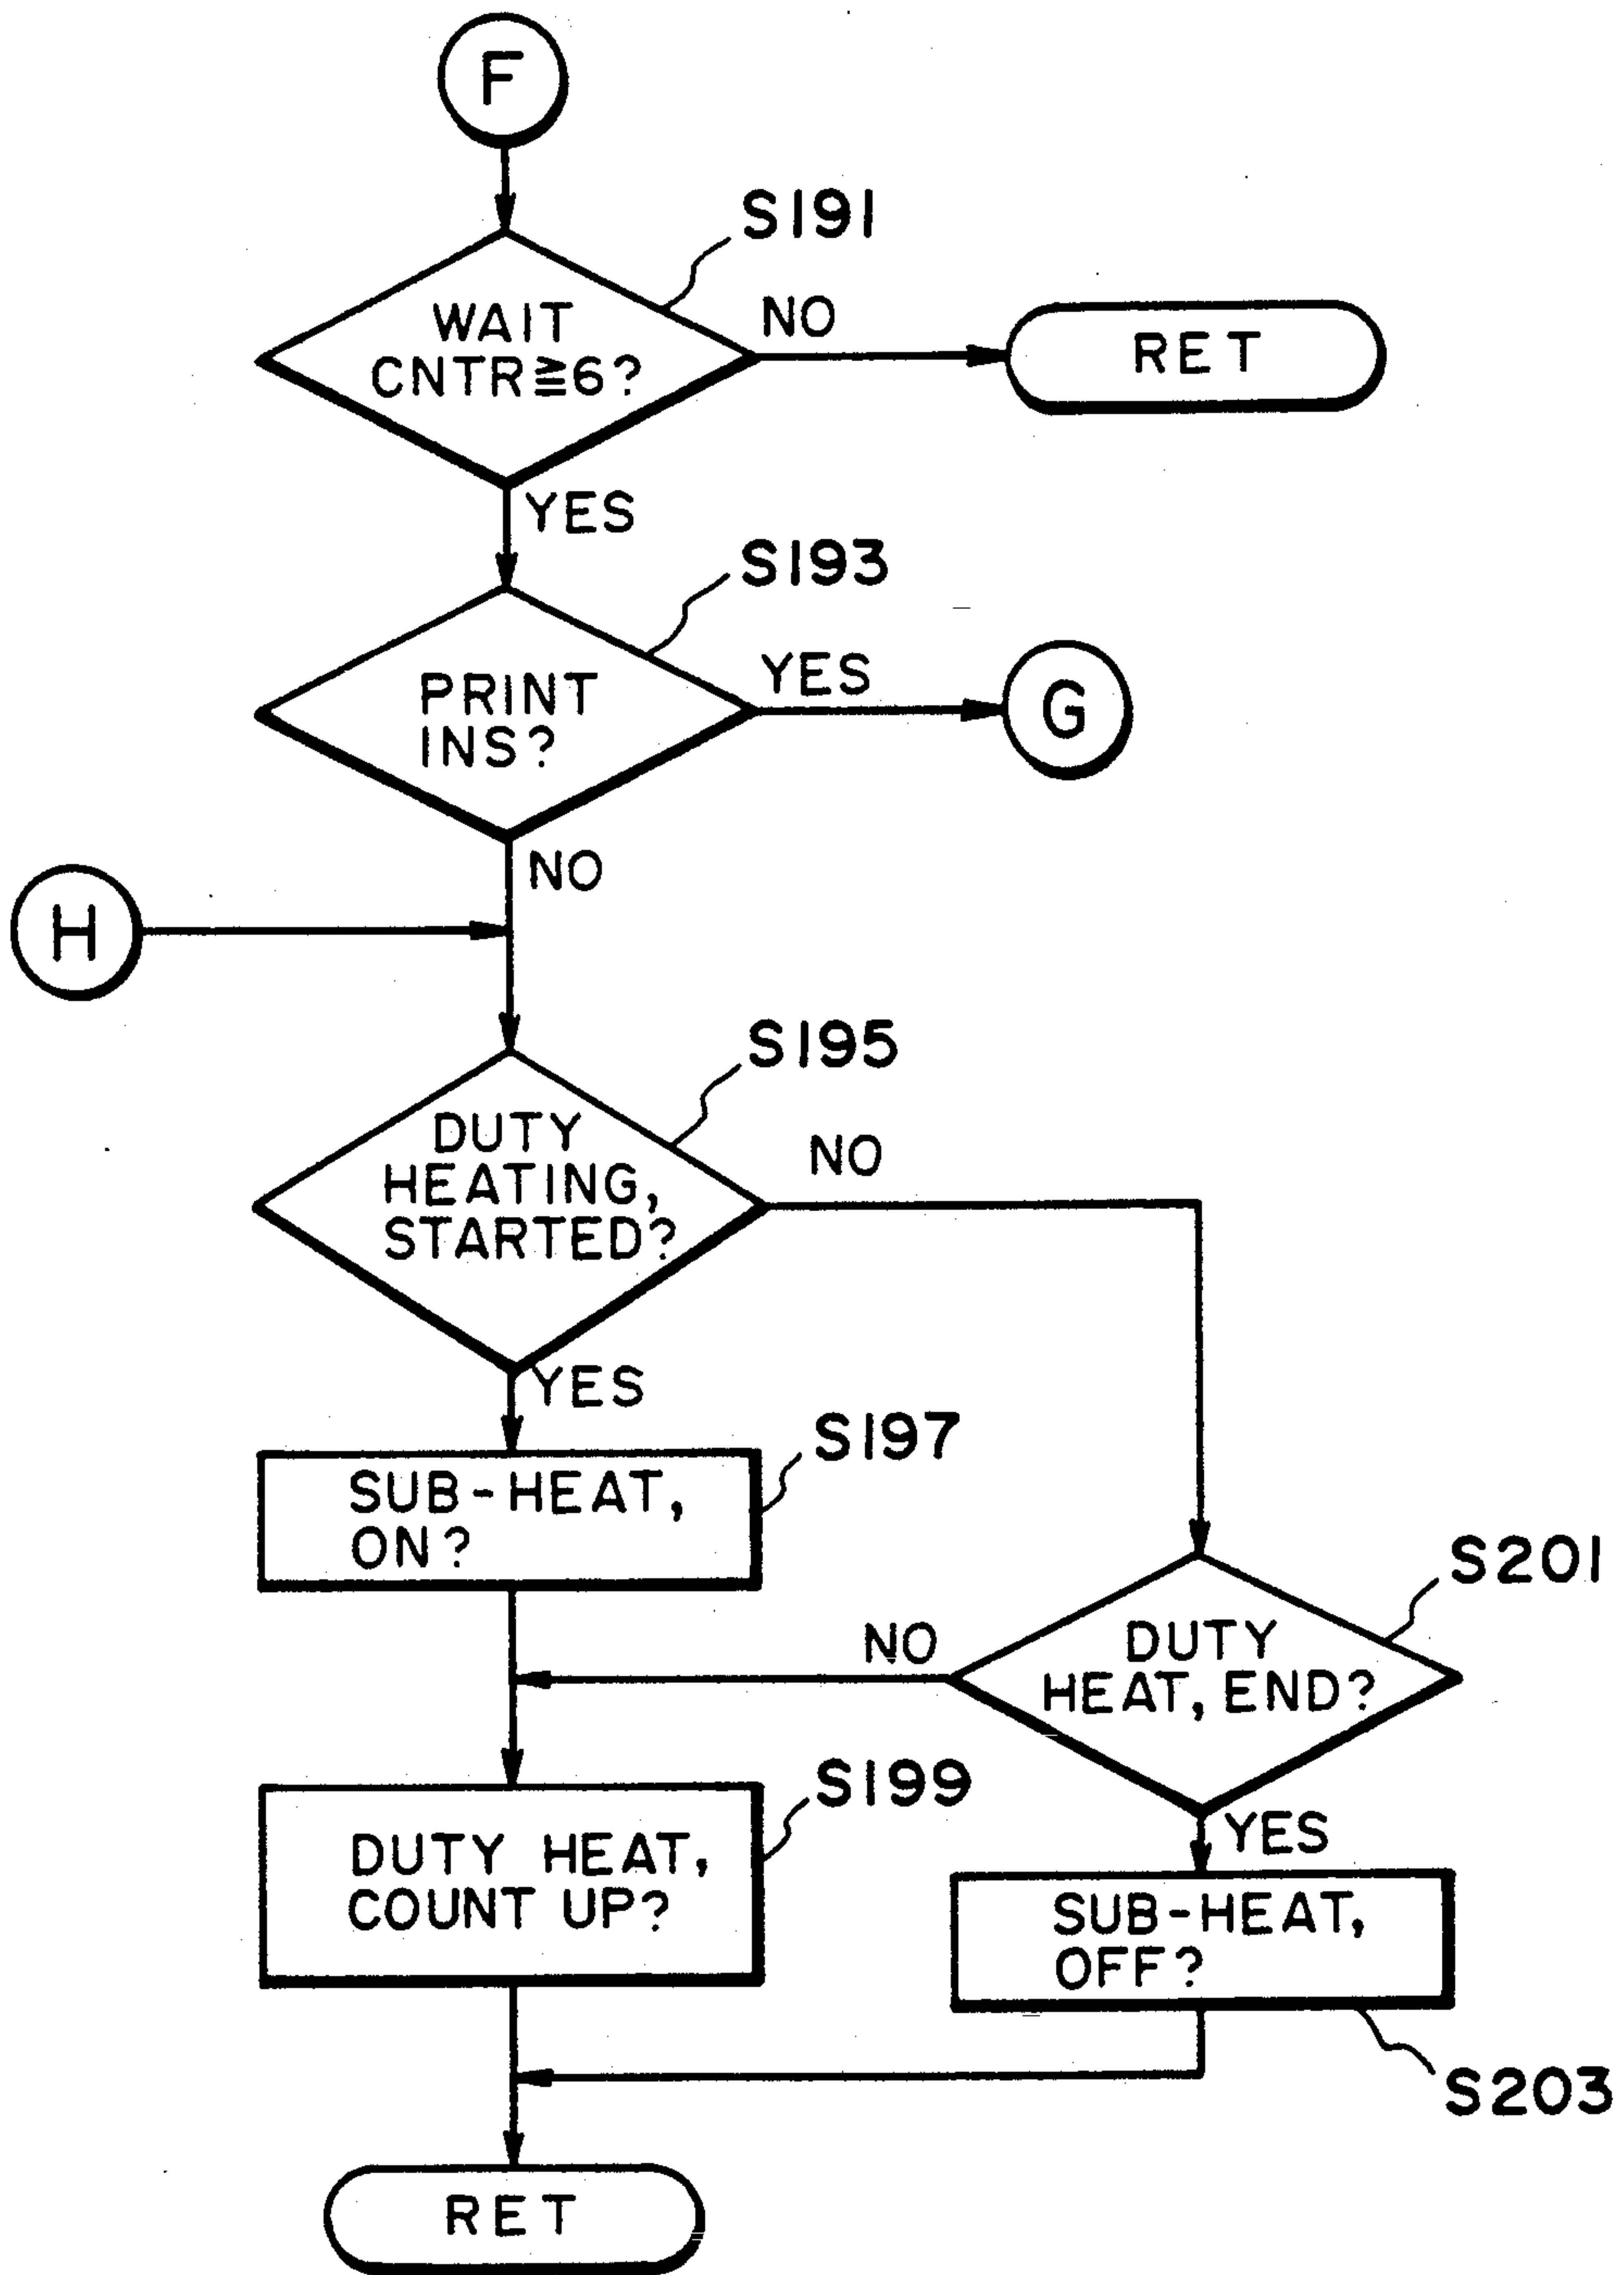 F
S191
WAIT
CNTR≧6?
NO
RET
YES
S193
PRINT
INS?
YES
G
NO
H
S195
DUTY
HEATING,
STARTED?
NO
YES
S197
SUB-HEAT,
ON?
S201
DUTY
HEAT, END?
NO
S199
DUTY HEAT,
COUNT UP?
YES
SUB-HEAT,
OFF?
S203
RET